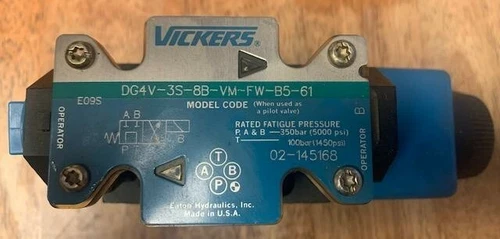 VICKERS®
DG4V-3S-8B-VM-FW-B5-61
E09S
MODEL CODE (When used as a pilot valve)
A B
P T
RATED FATIGUE PRESSURE
P, A & B — 350bar (5000 psi)
T — 100bar (1450psi)
02-145168
OPERATOR
B
OPERATOR
T
A B
P
Eaton Hydraulics, Inc.
Made in U.S.A.